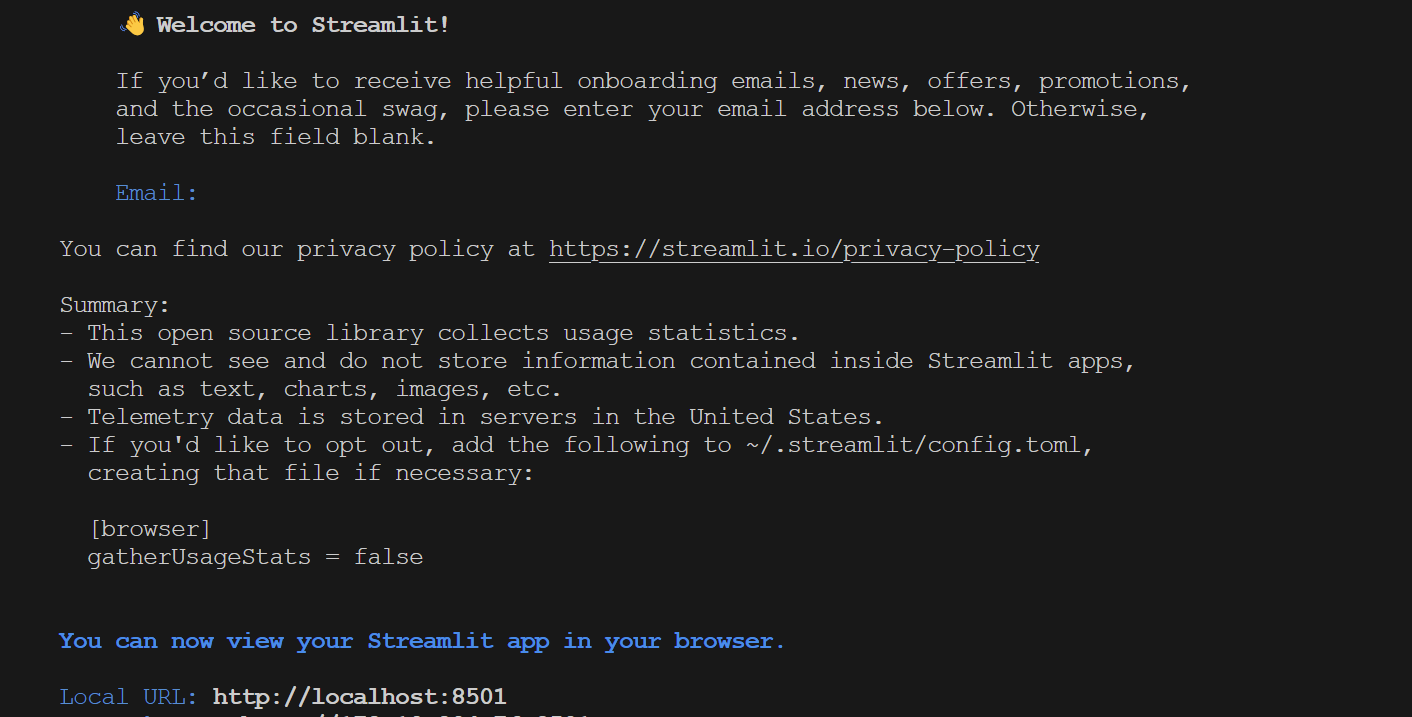 👋 Welcome to Streamlit!
If you’d like to receive helpful onboarding emails, news, offers, promotions,
and the occasional swag, please enter your email address below. Otherwise,
leave this field blank.
Email:
You can find our privacy policy at https://streamlit.io/privacy-policy
Summary:
- This open source library collects usage statistics.
- We cannot see and do not store information contained inside Streamlit apps,
such as text, charts, images, etc.
- Telemetry data is stored in servers in the United States.
- If you'd like to opt out, add the following to ~/.streamlit/config.toml,
creating that file if necessary:
[browser]
gatherUsageStats = false
You can now view your Streamlit app in your browser.
Local URL: http://localhost:8501